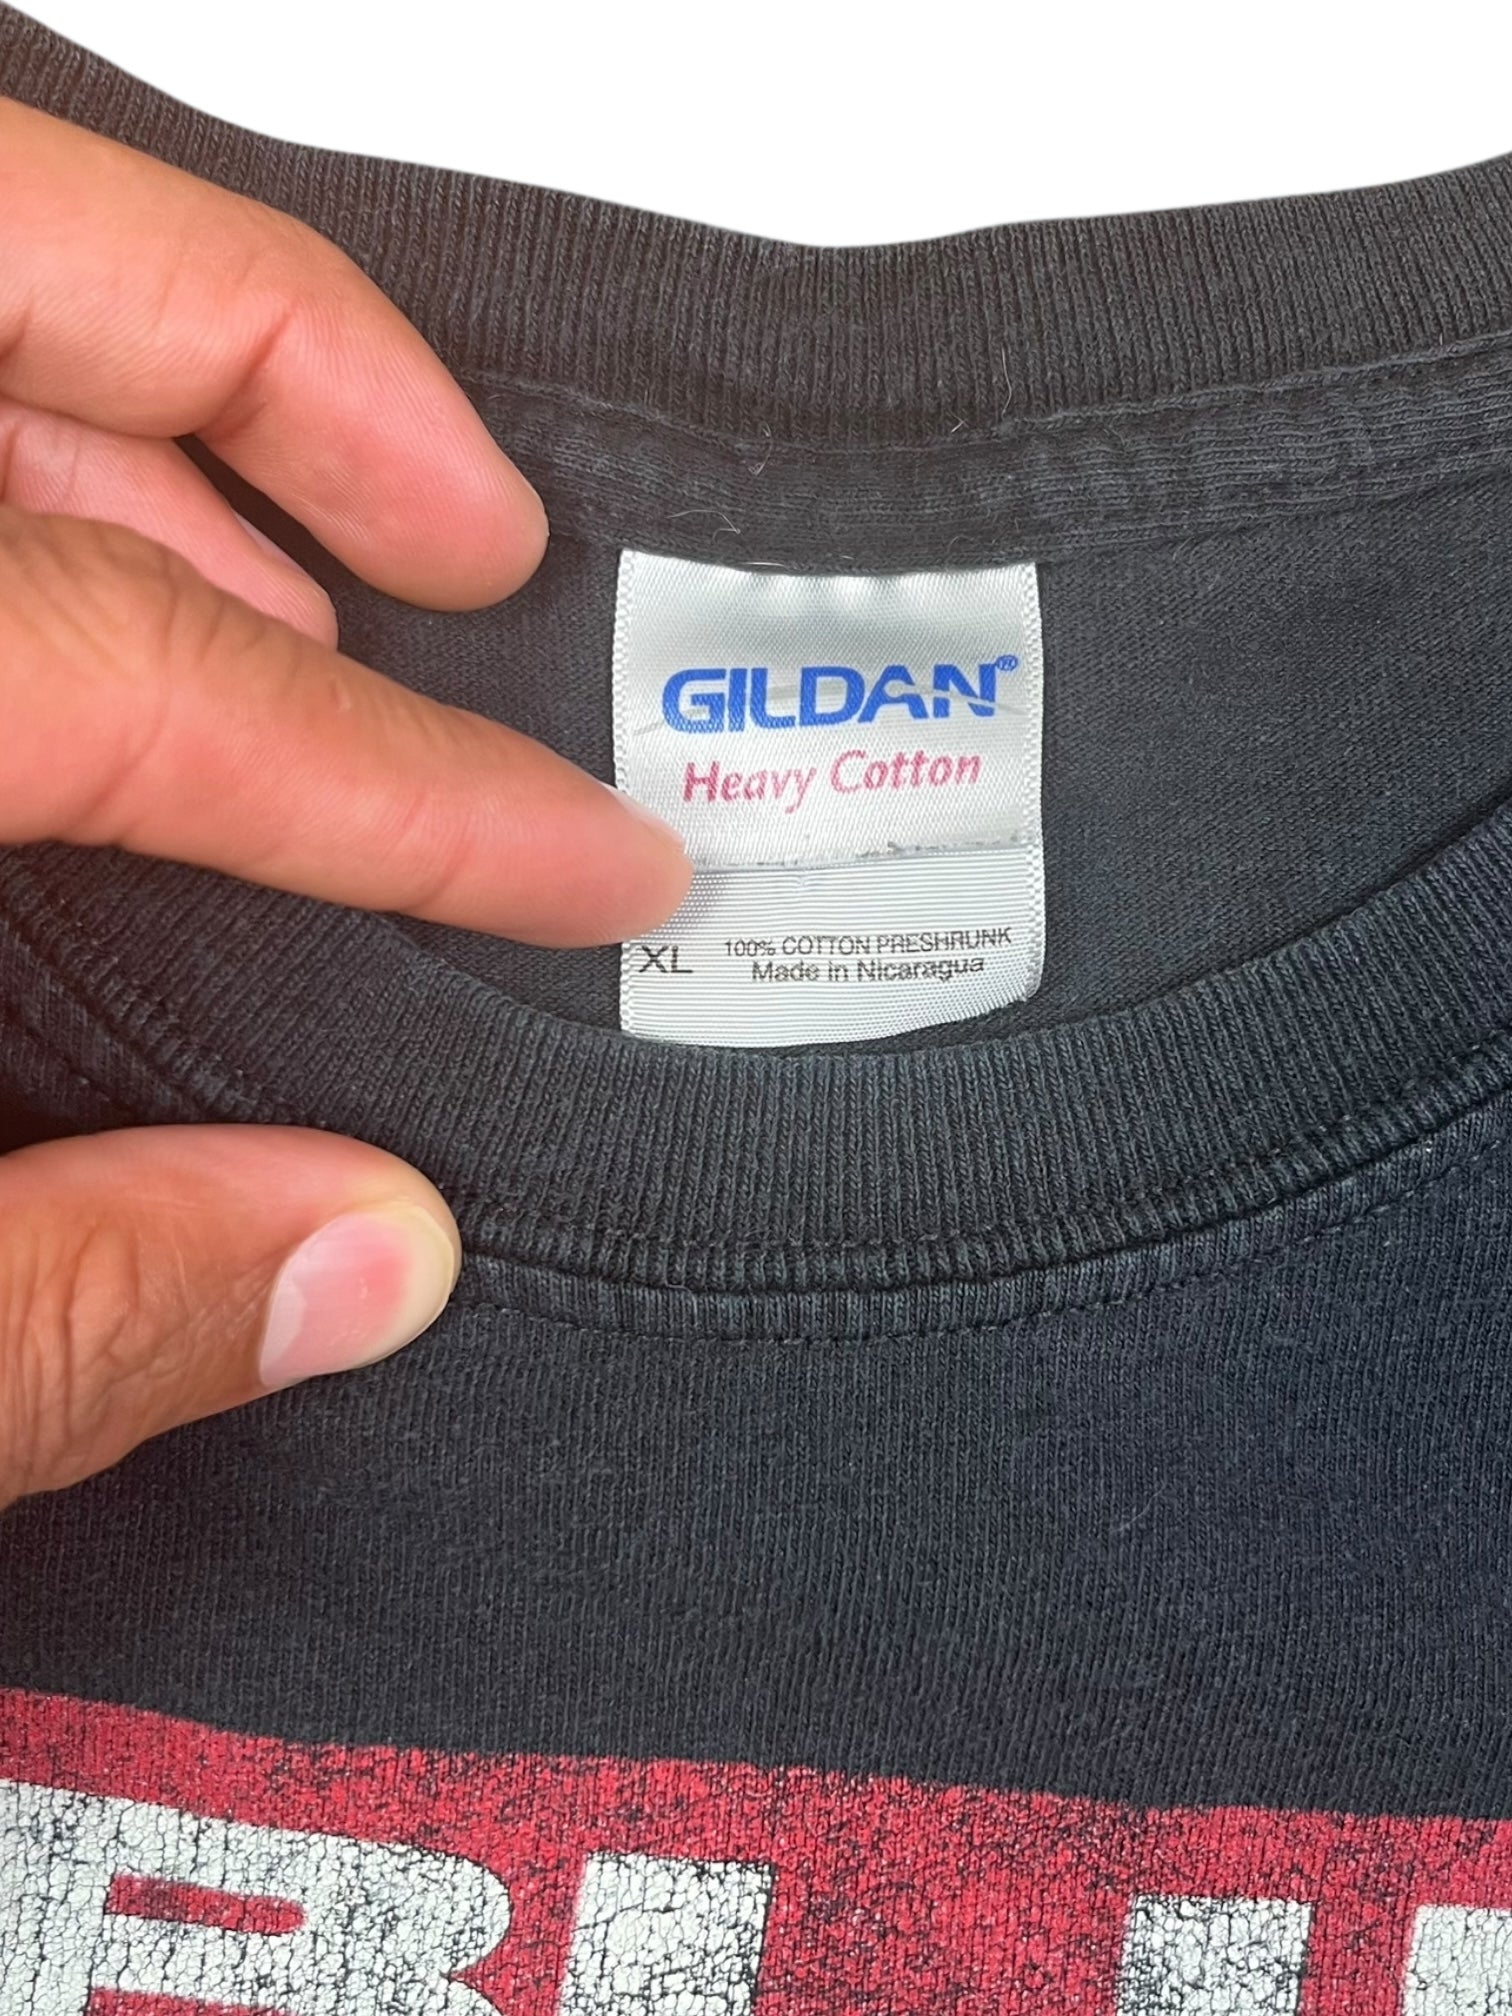 GILDAN®
Heavy Cotton
XL 100% COTTON PRESHRUNK
Made in Nicaragua